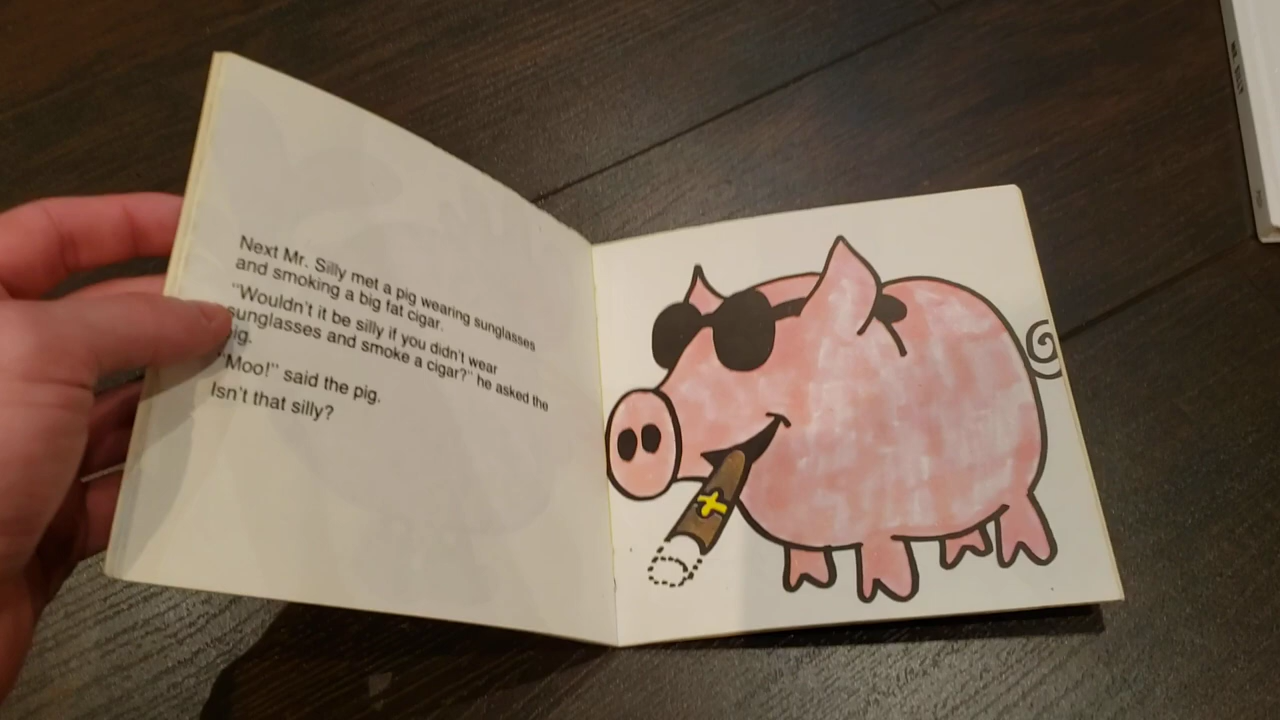 Next Mr. Silly met a pig wearing sunglasses
and smoking a big fat cigar.
"Wouldn't it be silly if you didn't wear
sunglasses and smoke a cigar?" he asked the
pig.
"Moo!" said the pig.
Isn't that silly?